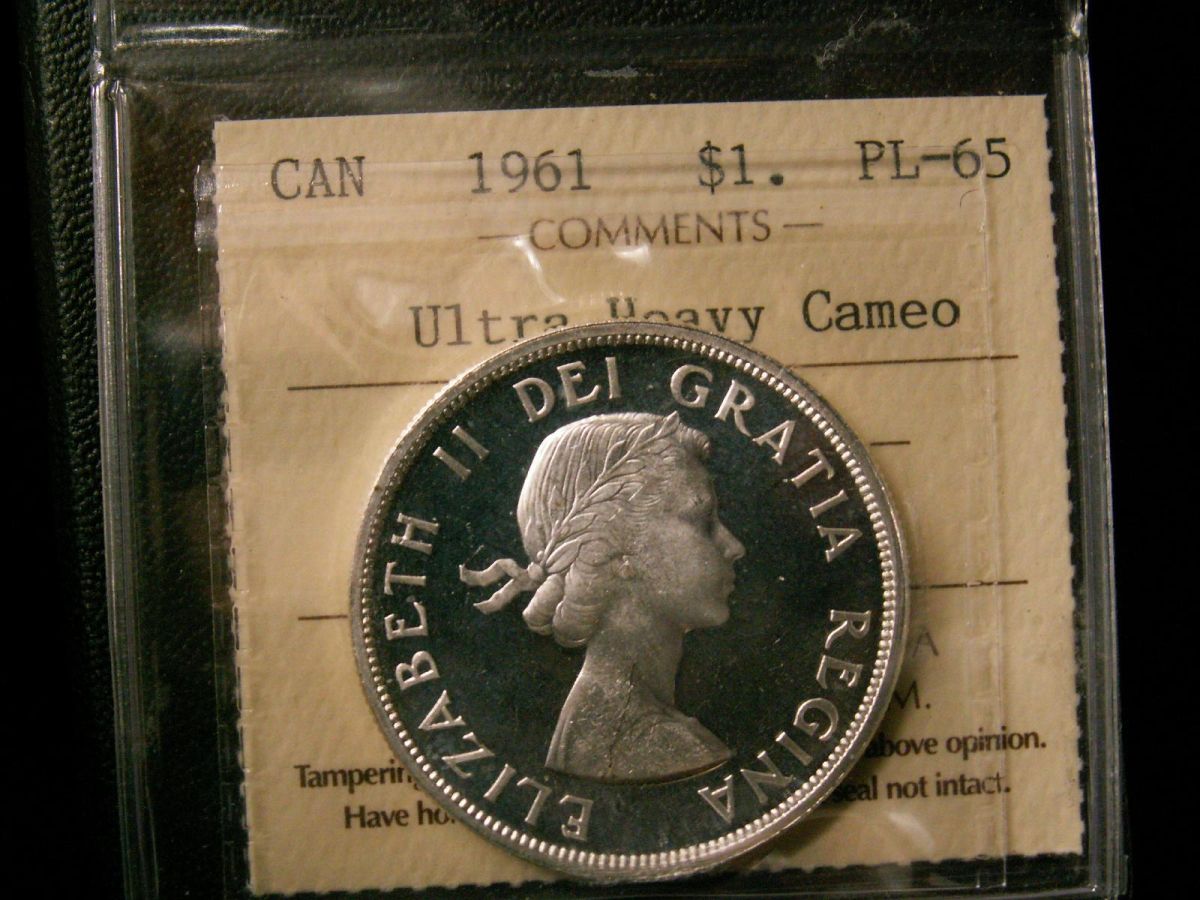 CAN 1961 $1. PL-65
— COMMENTS —
Ultra Heavy Cameo
ELIZABETH II DEI GRATIA REGINA
A
M.
above opinion.
Tampering
seal not intact.
Have